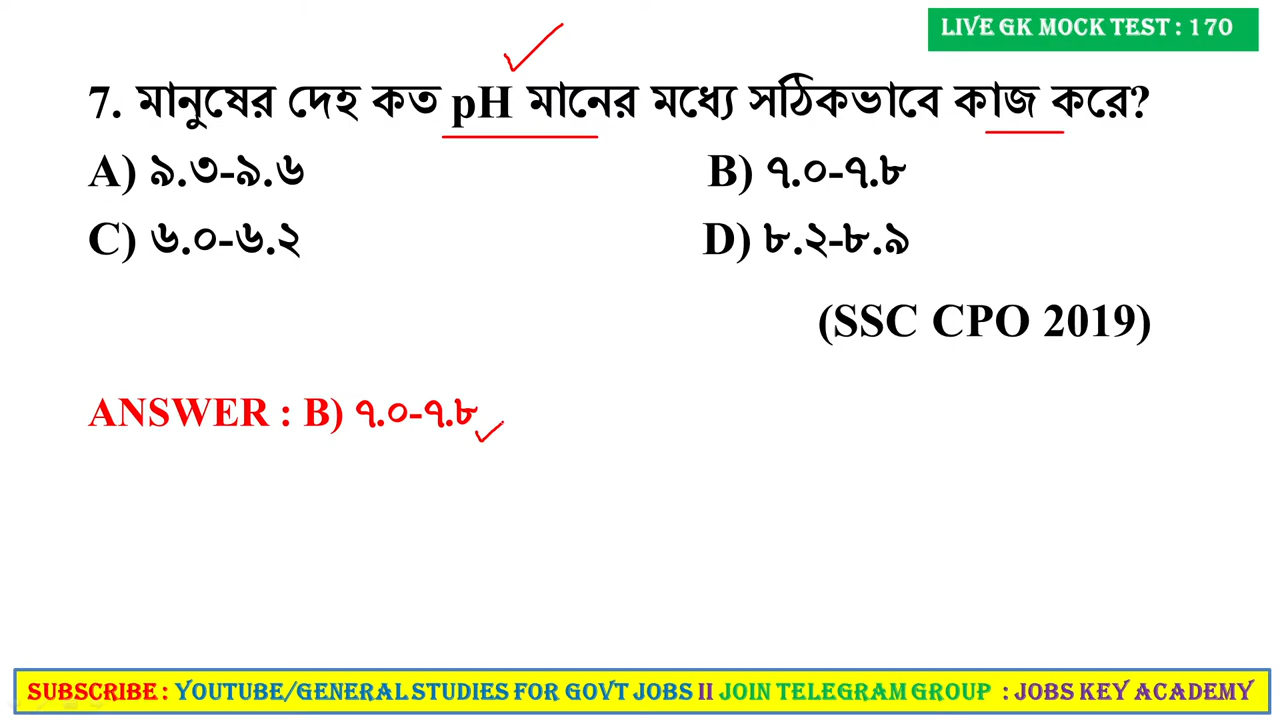 LIVE GK MOCK TEST : 170
7. মানুষের দেহ কত pH মানের মধ্যে সঠিকভাবে কাজ করে?
A) ৯.৩-৯.৬ B) ৭.০-৭.৮
C) ৬.০-৬.২ D) ৮.২-৮.৯
(SSC CPO 2019)
ANSWER : B) ৭.০-৭.৮
SUBSCRIBE : YOUTUBE/GENERAL STUDIES FOR GOVT JOBS II JOIN TELEGRAM GROUP : JOBS KEY ACADEMY